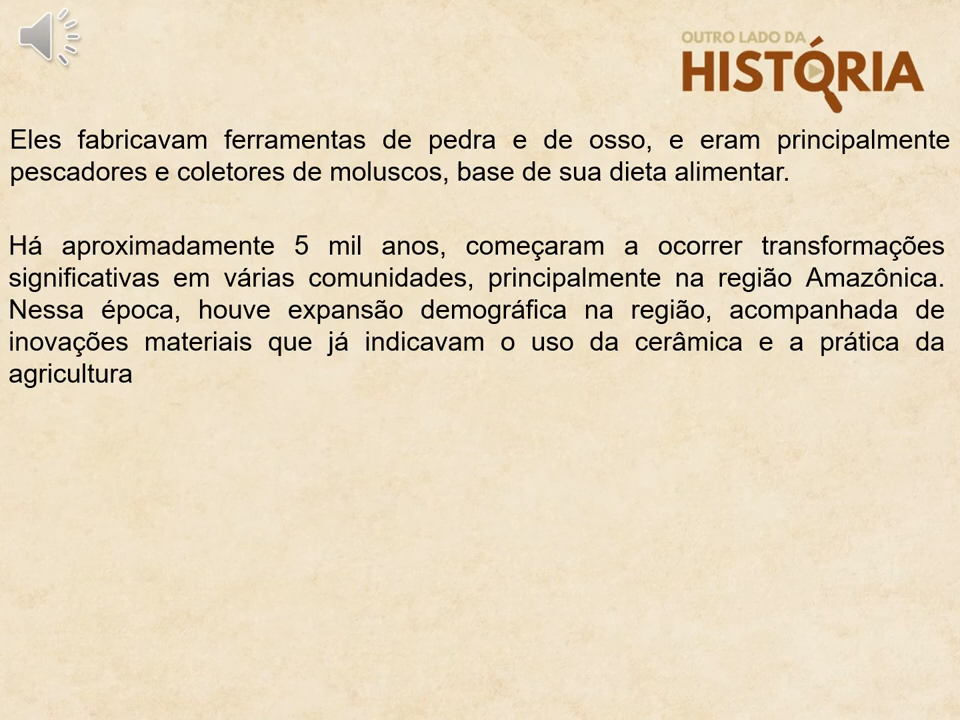 OUTRO LADO DA
HISTÓRIA
Eles fabricavam ferramentas de pedra e de osso, e eram principalmente
pescadores e coletores de moluscos, base de sua dieta alimentar.
Há aproximadamente 5 mil anos, começaram a ocorrer transformações
significativas em várias comunidades, principalmente na região Amazônica.
Nessa época, houve expansão demográfica na região, acompanhada de
inovações materiais que já indicavam o uso da cerâmica e a prática da
agricultura